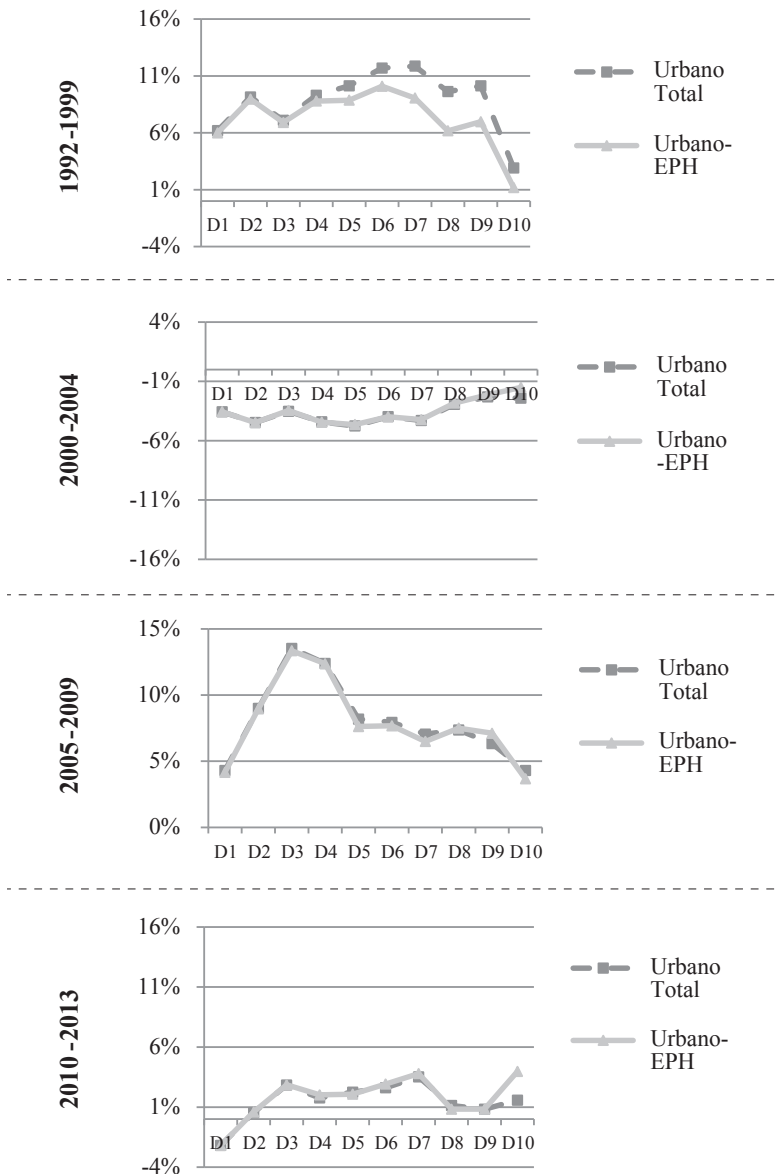 1992-1999
16%
11%
6%
1%
-4%
D1 D2 D3 D4 D5 D6 D7 D8 D9 D10
Urbano
Total
Urbano-
EPH
2000-2004
4%
-1%
-6%
-11%
-16%
D1 D2 D3 D4 D5 D6 D7 D8 D9 D10
Urbano
Total
Urbano
-EPH
2005-2009
15%
10%
5%
0%
D1 D2 D3 D4 D5 D6 D7 D8 D9 D10
Urbano
Total
Urbano-
EPH
2010-2013
16%
11%
6%
1%
-4%
D1 D2 D3 D4 D5 D6 D7 D8 D9 D10
Urbano
Total
Urbano-
EPH